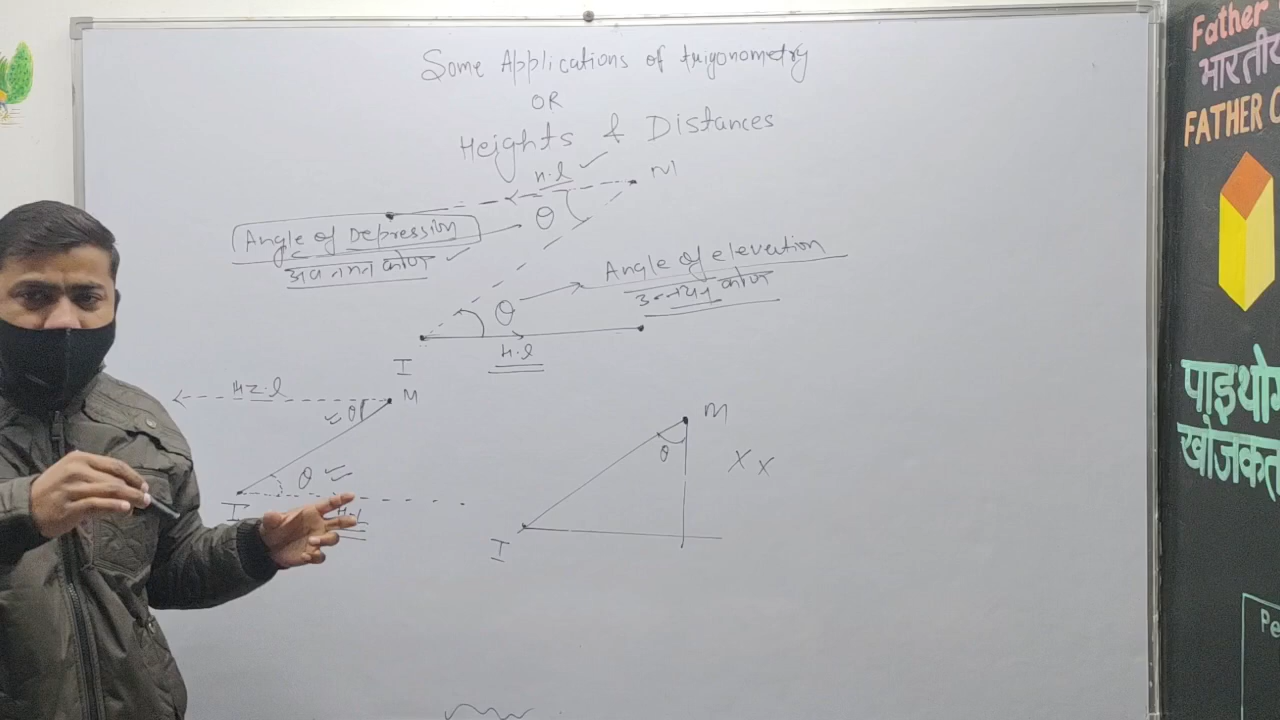 Some Applications of trigonometry
OR
Heights & Distances
h.l
M
θ
Angle of Depression
अवनमन कोण
Angle of elevation
उन्नयन कोण
θ
I
H.l
HZ.l
M
θ
θ
I
H.l
M
θ
X X
I
Father
भारतीय
FATHER O
पाइथो
खोजकत
Pe